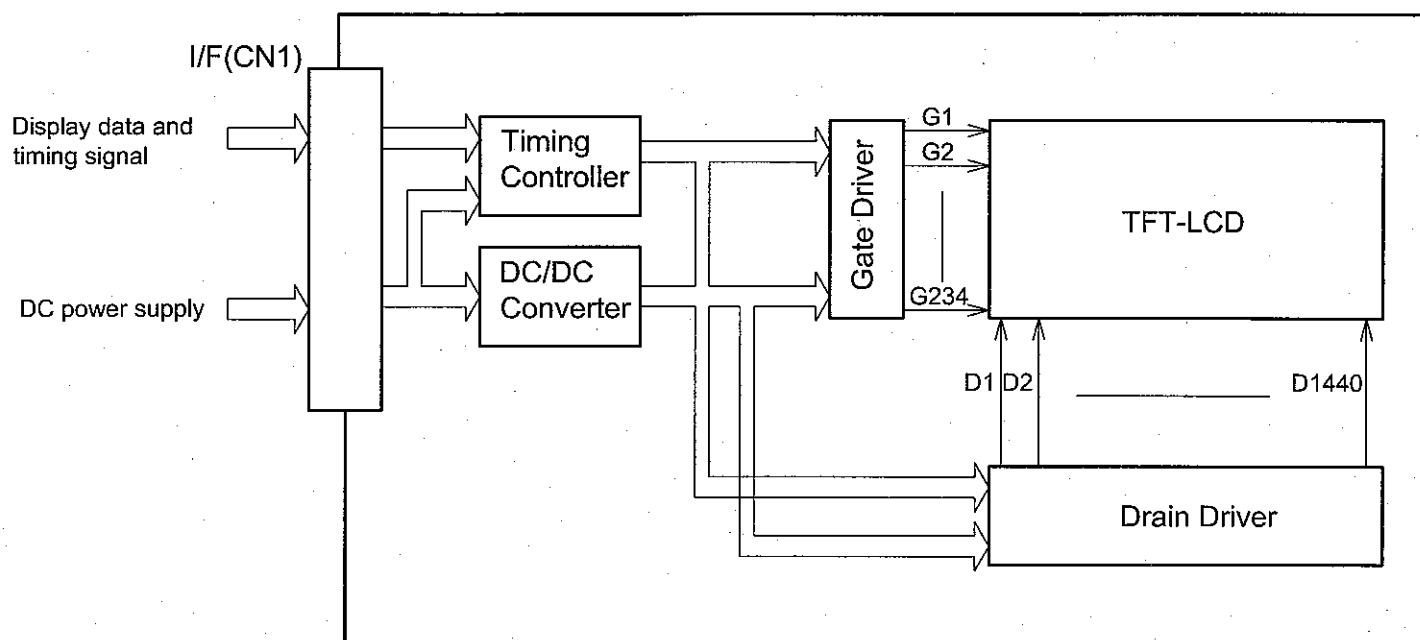 I/F(CN1)
Display data and
timing signal
DC power supply
Timing
Controller
DC/DC
Converter
Gate Driver
G1
G2
G234
TFT-LCD
D1
D2
D1440
Drain Driver